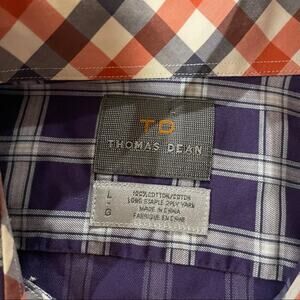 TD
THOMAS DEAN
L
G
100% COTTON/COTON
LONG STAPLE 2PLY YARN
MADE IN CHINA
FABRIQUE EN CHINE